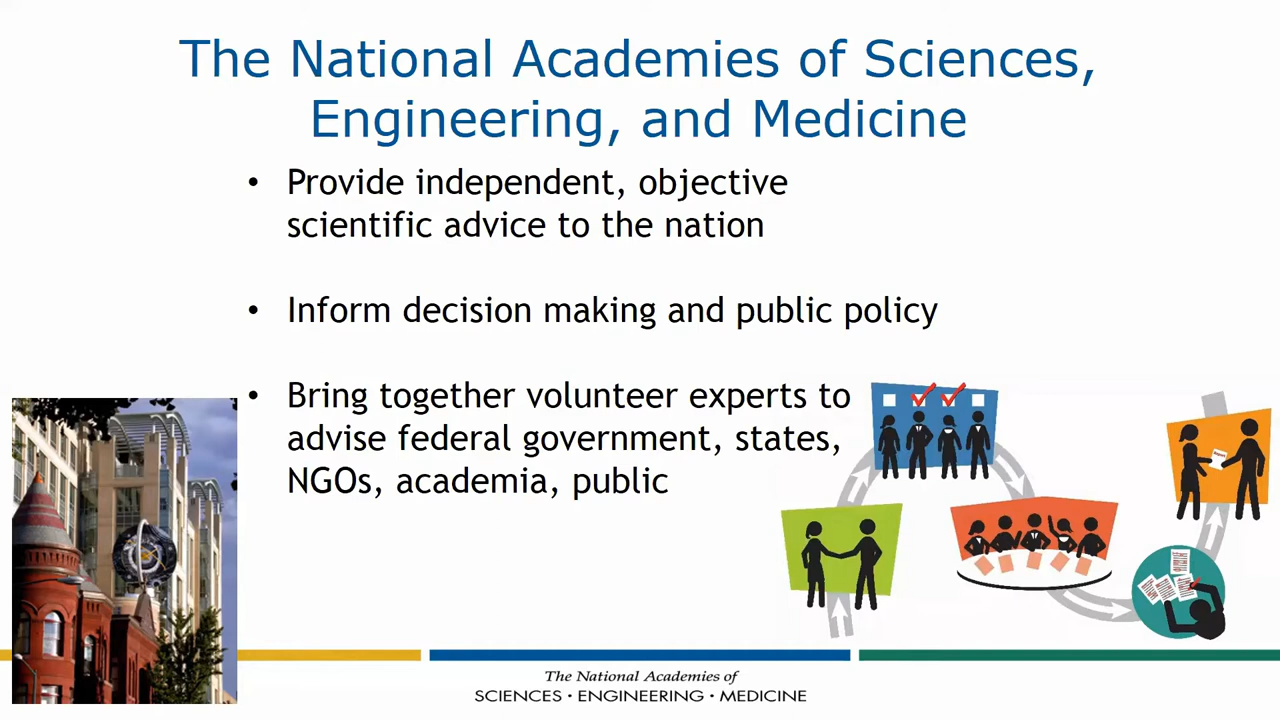 The National Academies of Sciences,
Engineering, and Medicine
• Provide independent, objective
scientific advice to the nation
• Inform decision making and public policy
• Bring together volunteer experts to
advise federal government, states,
NGOs, academia, public
Report
The National Academies of
SCIENCES • ENGINEERING • MEDICINE